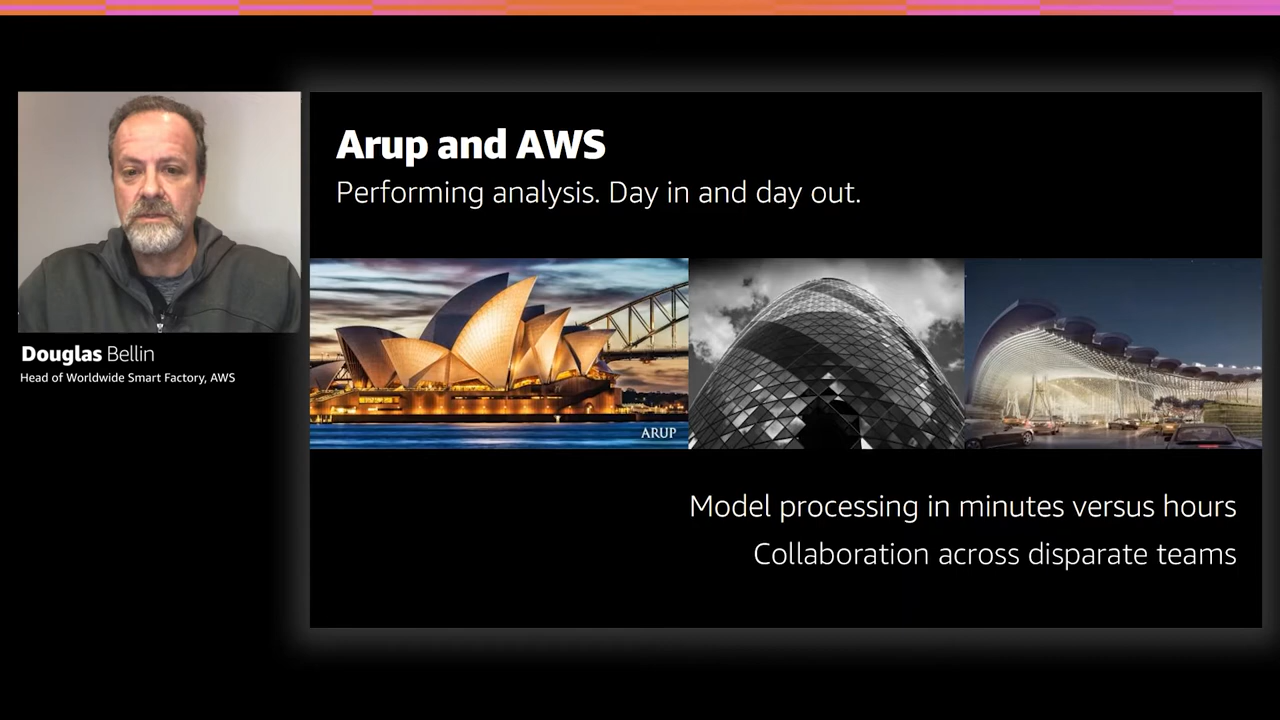 Arup and AWS
Performing analysis. Day in and day out.
Douglas Bellin
Head of Worldwide Smart Factory, AWS
ARUP
Model processing in minutes versus hours
Collaboration across disparate teams